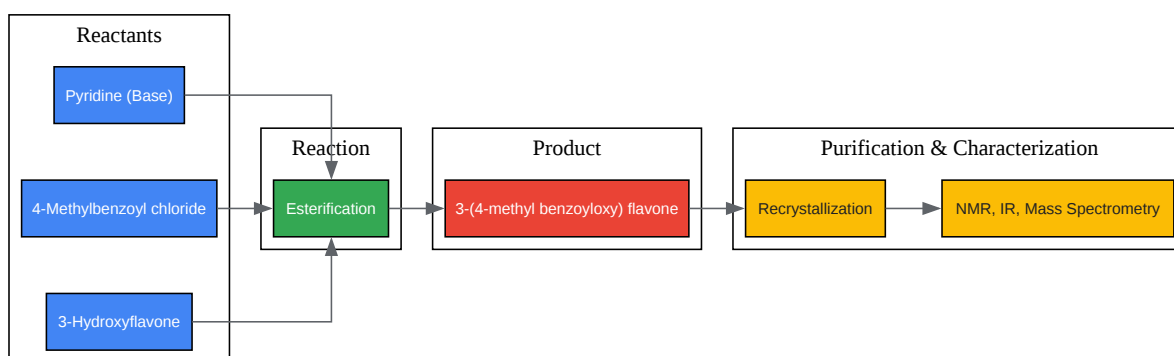 Reactants
Pyridine (Base)
4-Methylbenzoyl chloride
3-Hydroxyflavone
Reaction
Esterification
Product
3-(4-methyl benzoyloxy) flavone
Purification & Characterization
Recrystallization
NMR, IR, Mass Spectrometry